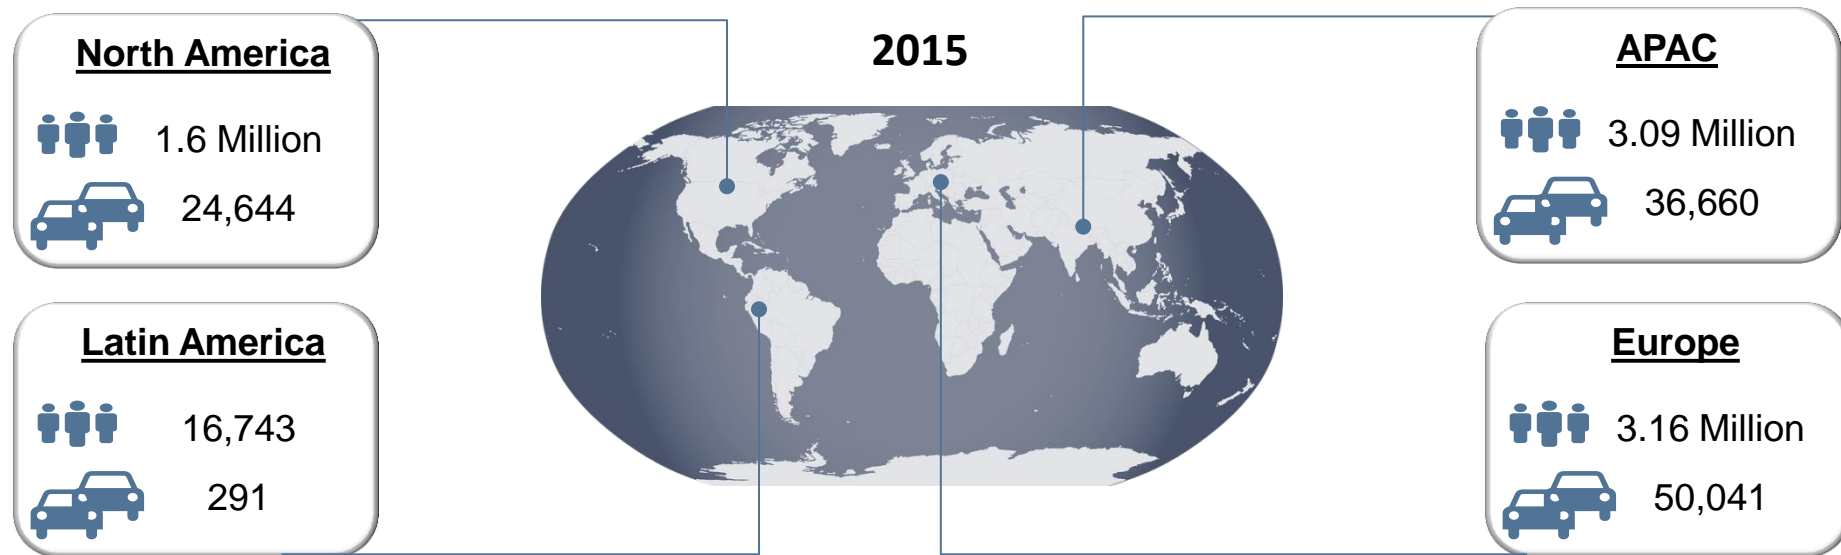 2015
North America
1.6 Million
24,644
APAC
3.09 Million
36,660
Latin America
16,743
291
Europe
3.16 Million
50,041